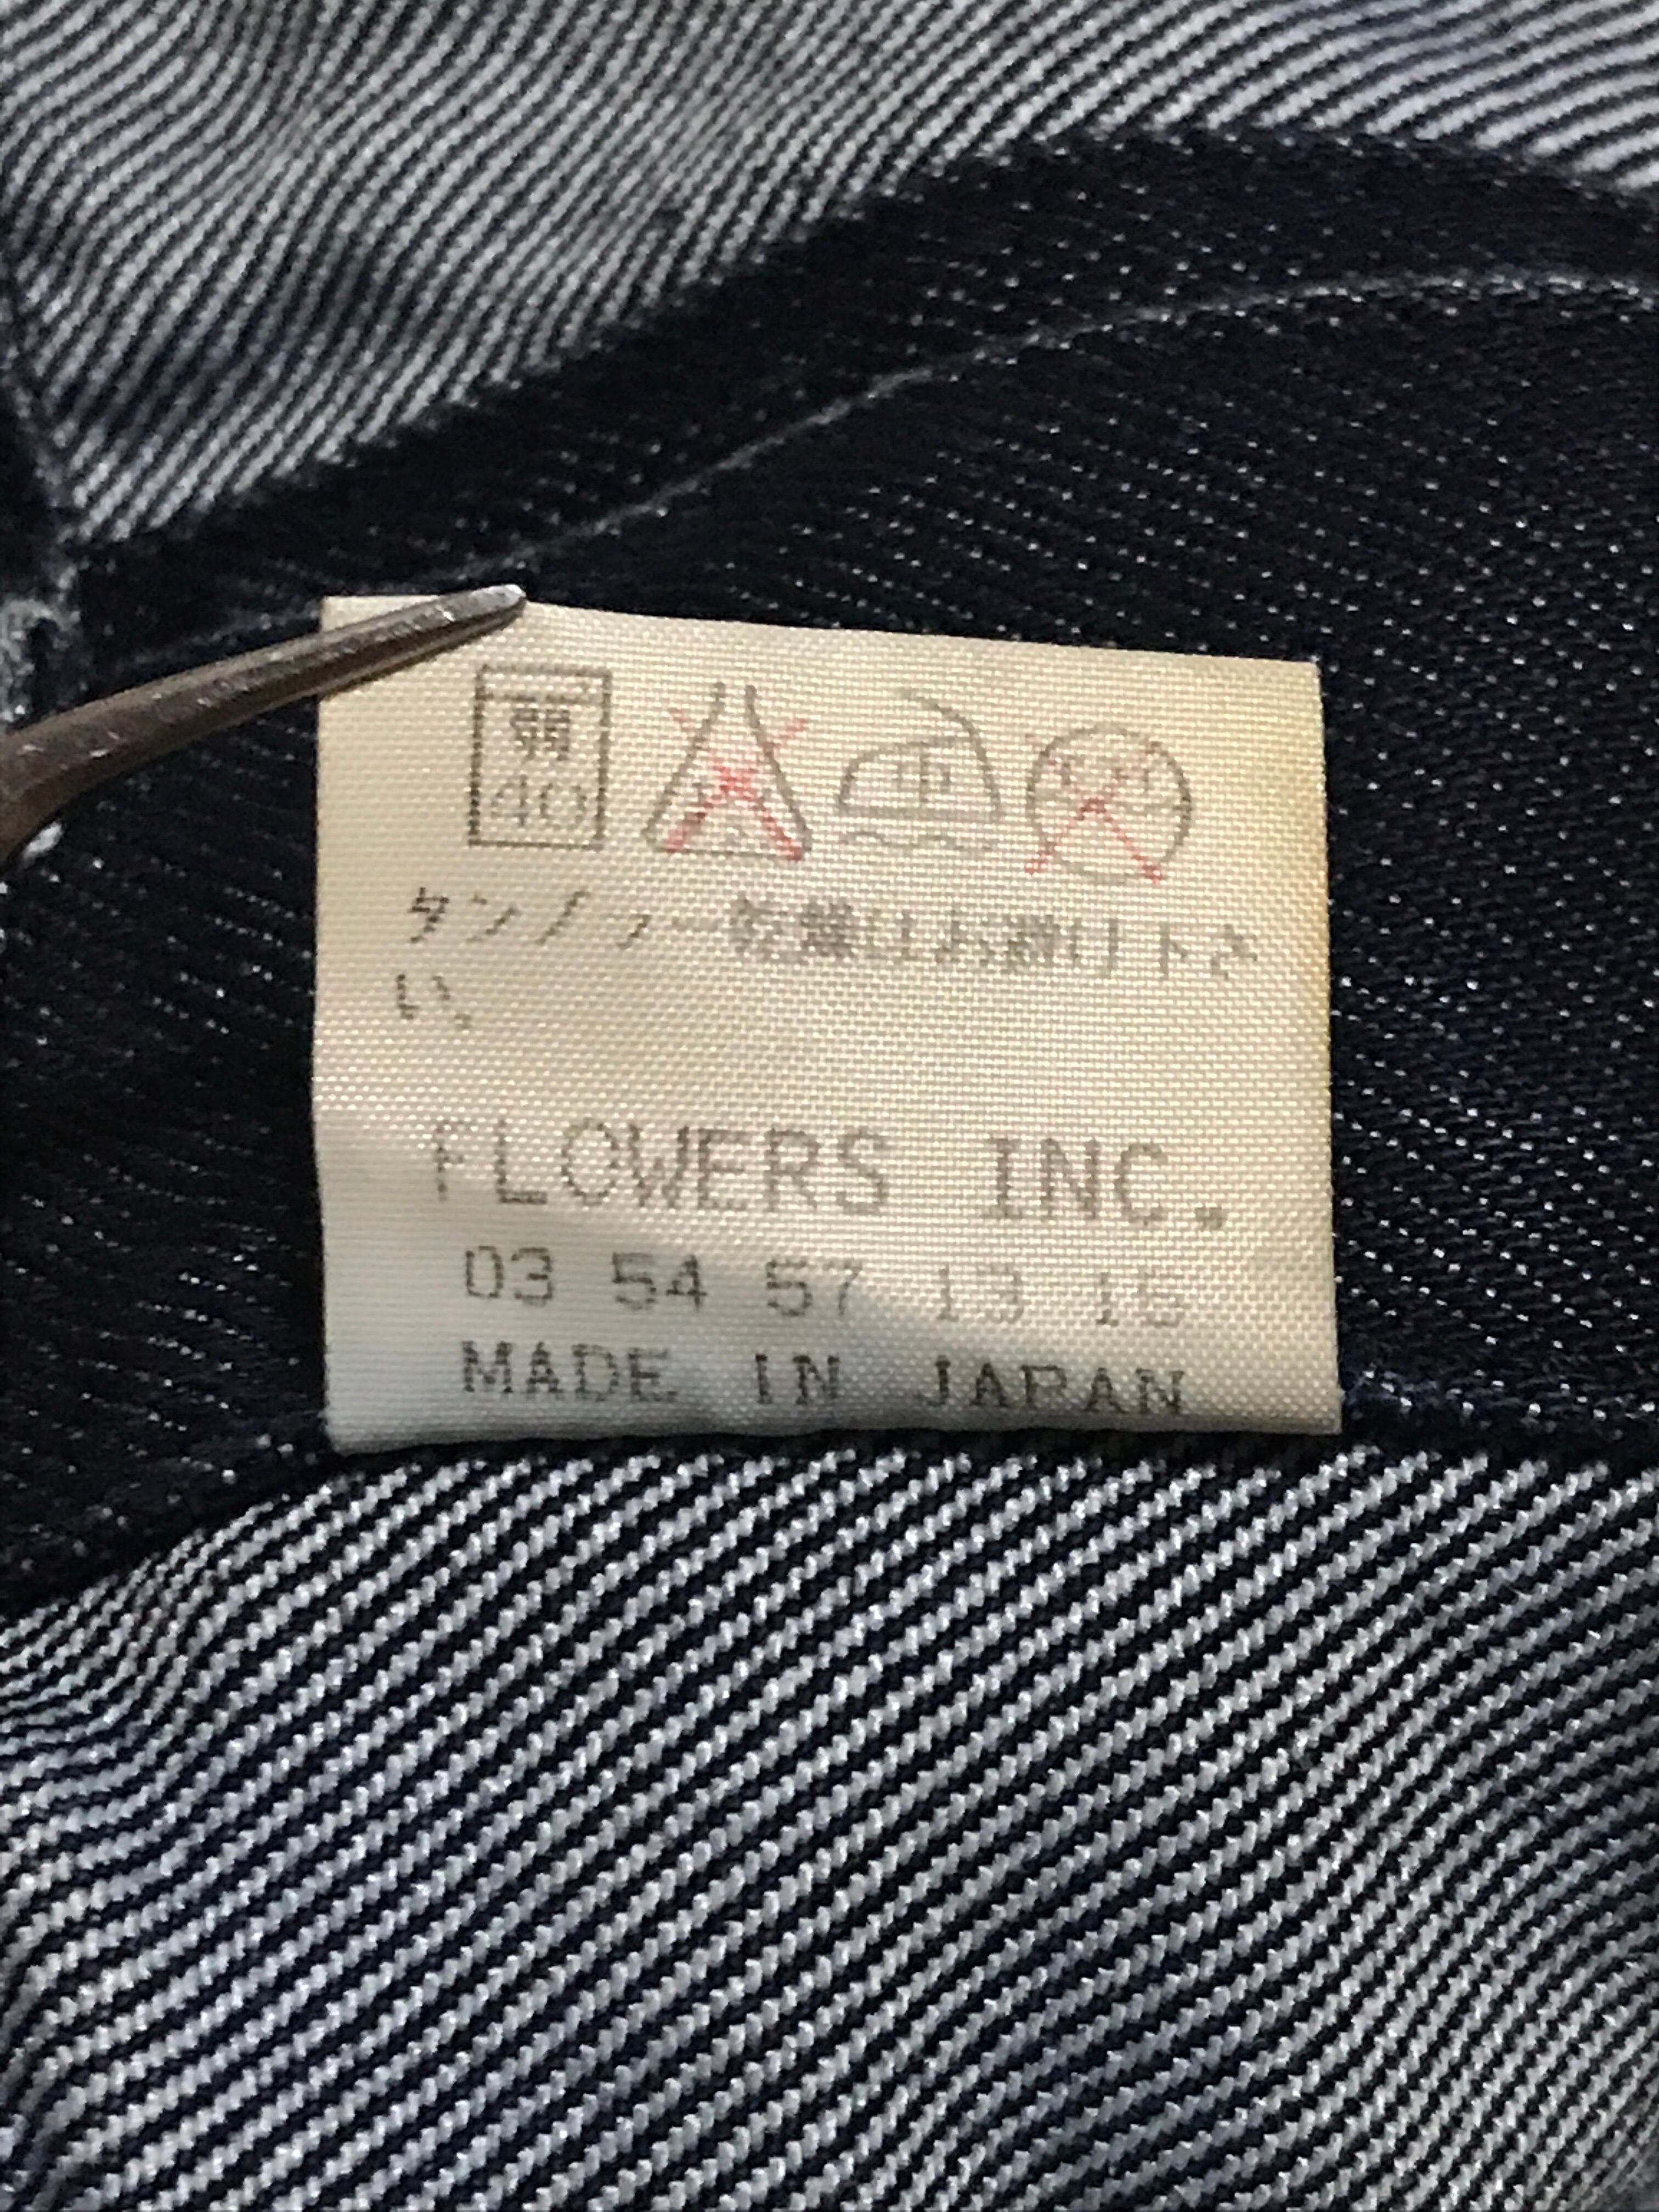 弱
40
中
タンブラー乾燥はお避け下さ
い。
FLOWERS INC.
03 54 57 13 15
MADE IN JAPAN